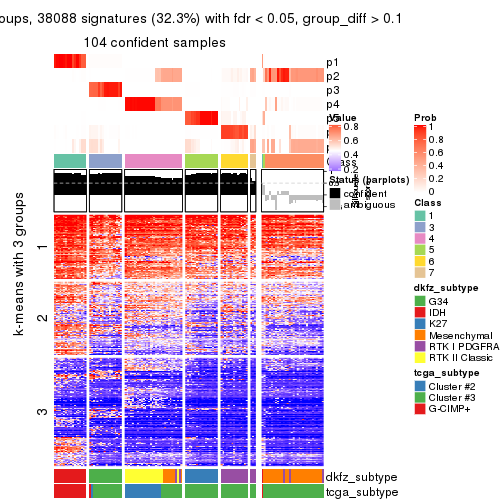 oups, 38088 signatures (32.3%) with fdr < 0.05, group_dkff > 0.1
104 confident samples
p1
p2
p3
p4
Value
0.8
0.6
0.4
0.2
Class
Status (barplots)
confident
ambiguous
k-means with 3 groups
1
2
3
dkfz_subtype
tcga_subtype
Prob
1
0.8
0.6
0.4
0.2
0
Class
1
3
4
5
6
7
dkfz_subtype
G34
IDH
K27
Mesenchymal
RTK I PDGFRA
RTK II Classic
tcga_subtype
Cluster #2
Cluster #3
G-CIMP+